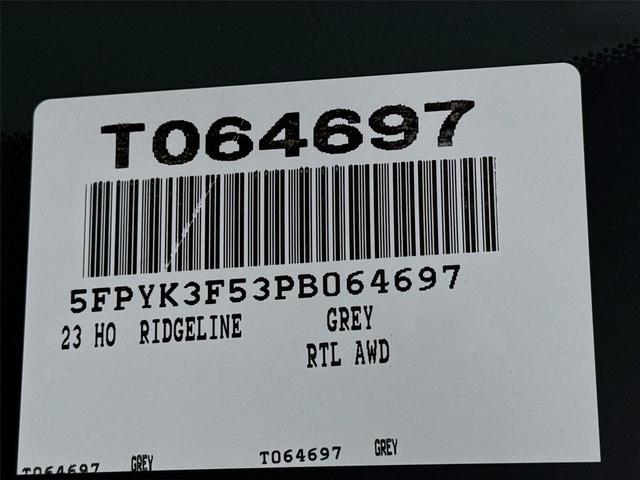 T064697
5FPYK3F53PB064697
23 HO RIDGELINE GREY
RTL AWD
T064697 GREY T064697 GREY